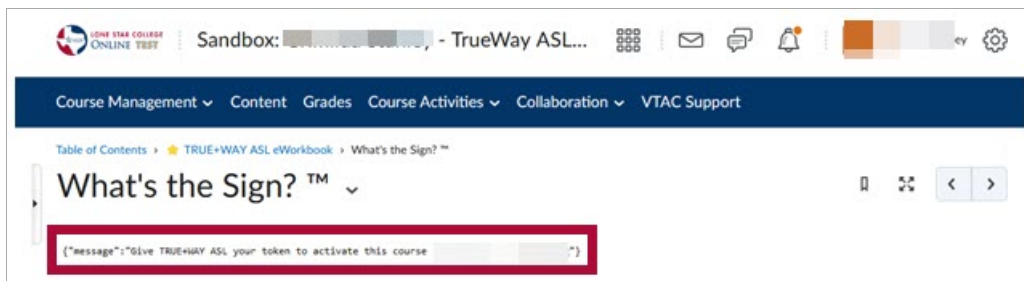 LONE STAR COLLEGE
ONLINE TEST
Sandbox: - TrueWay ASL...
ey
Course Management Content Grades Course Activities Collaboration VTAC Support
Table of Contents › TRUE+WAY ASL eWorkbook › What's the Sign? ™
What's the Sign? ™
{"message":"Give TRUE+WAY ASL your token to activate this course "}